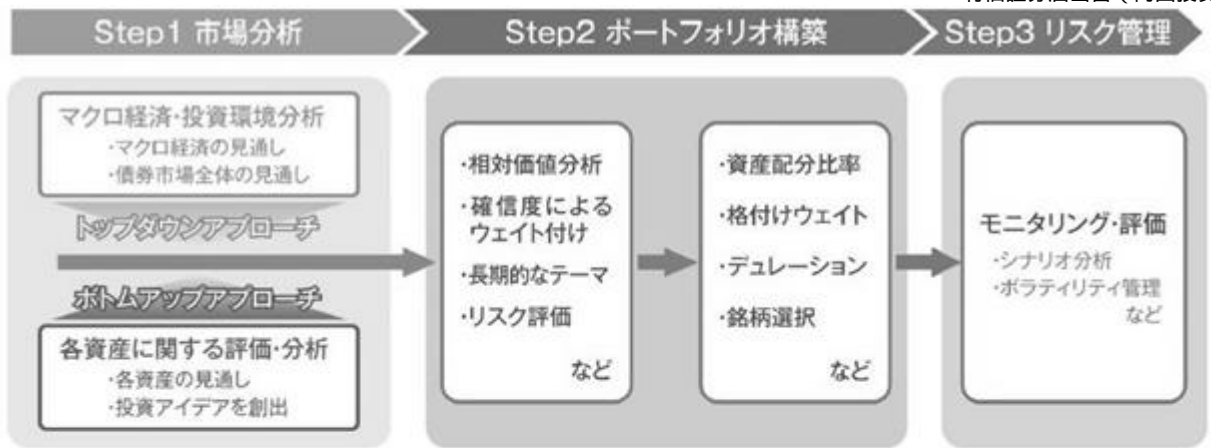 Step1 市場分析
Step2 ポートフォリオ構築
Step3 リスク管理
マクロ経済・投資環境分析
・マクロ経済の見通し
・債券市場全体の見通し
トップダウンアプローチ
ボトムアップアプローチ
各資産に関する評価・分析
・各資産の見通し
・投資アイデアを創出
・相対価値分析
・確信度による
ウェイト付け
・長期的なテーマ
・リスク評価
など
・資産配分比率
・格付けウェイト
・デュレーション
・銘柄選択
など
モニタリング・評価
・シナリオ分析
・ボラティリティ管理
など